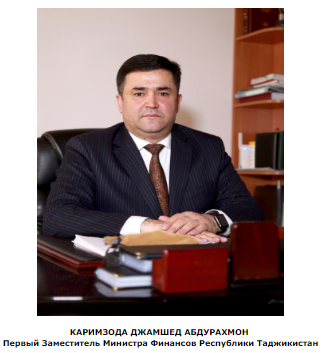 КАРИМЗОДА ДЖАМШЕД АБДУРАХМОН
Первый Заместитель Министра Финансов Республики Таджикистан